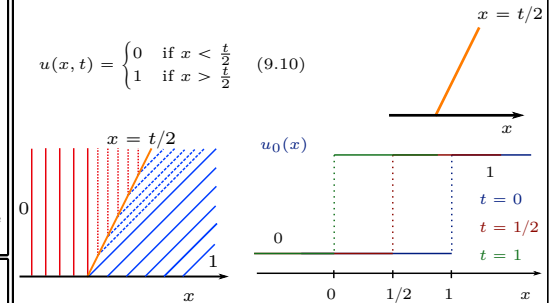 x = t/2
u(x, t) = {0 if x < t/2
1 if x > t/2 (9.10)
x
x = t/2
0
1
x
u₀(x)
1
t = 0
t = 1/2
0
t = 1
0 1/2 1 x